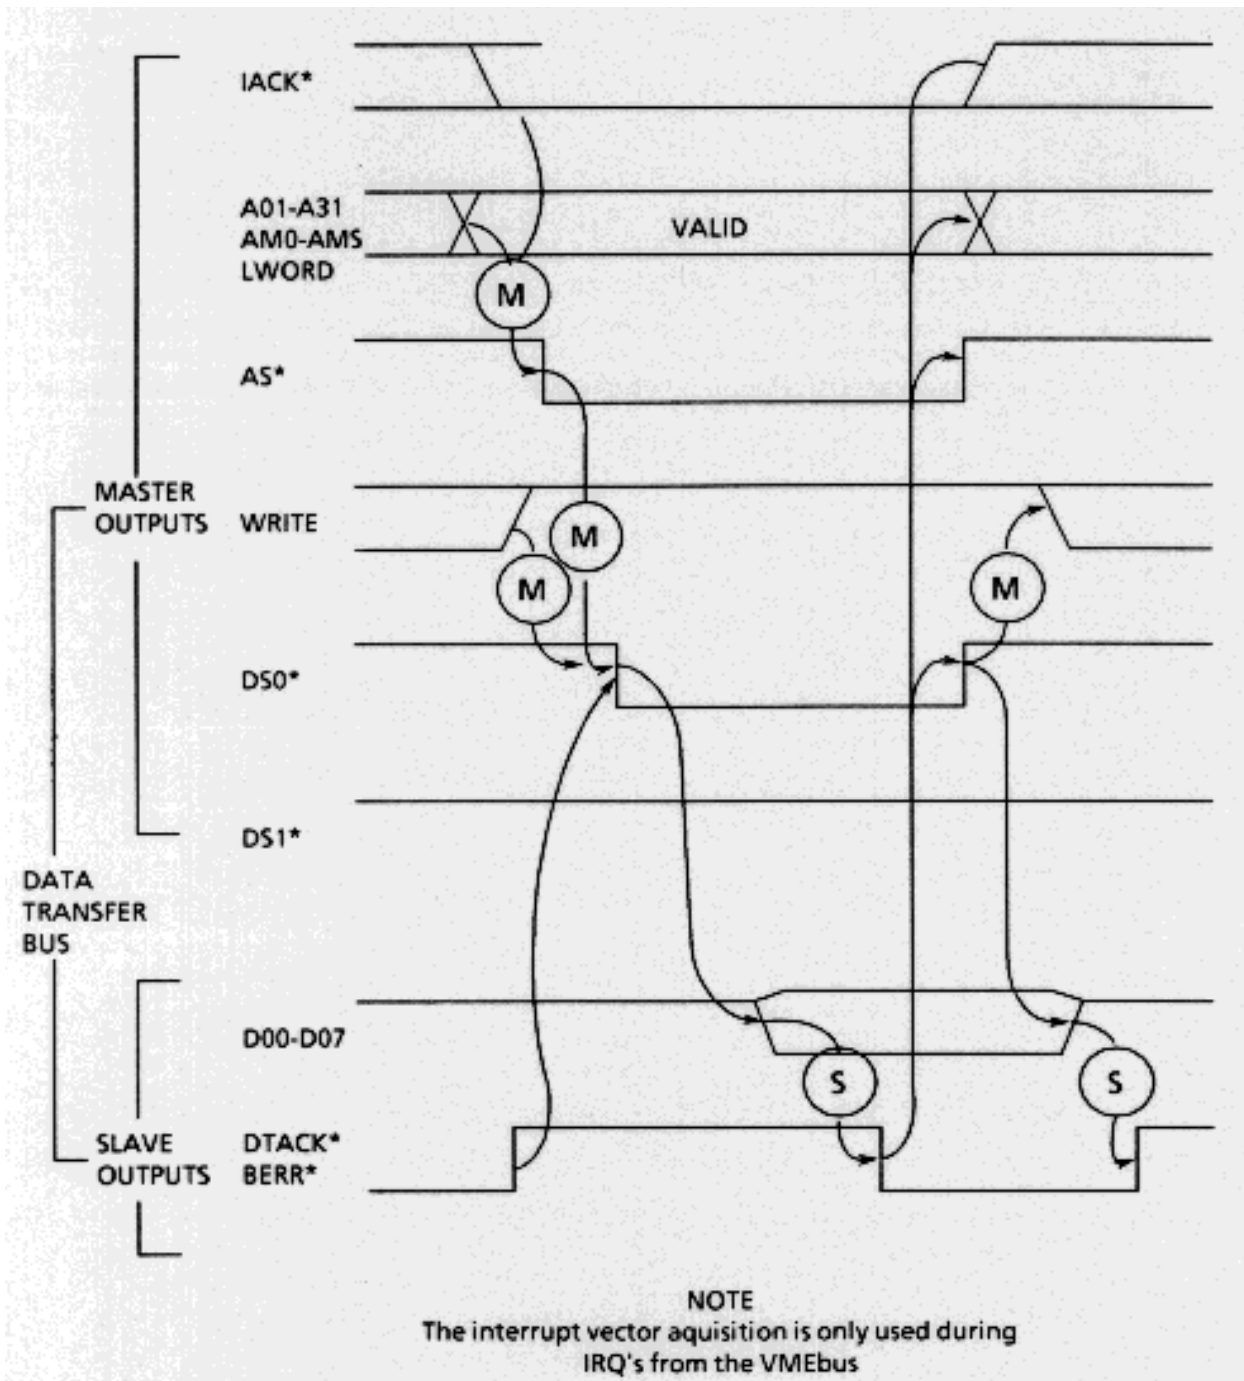 IACK*
A01-A31
AM0-AMS
LWORD
VALID
M
AS*
MASTER
OUTPUTS
WRITE
M
M
M
DS0*
DS1*
DATA
TRANSFER
BUS
D00-D07
S
S
SLAVE
OUTPUTS
DTACK*
BERR*
NOTE
The interrupt vector aquisition is only used during
IRQ's from the VMEbus